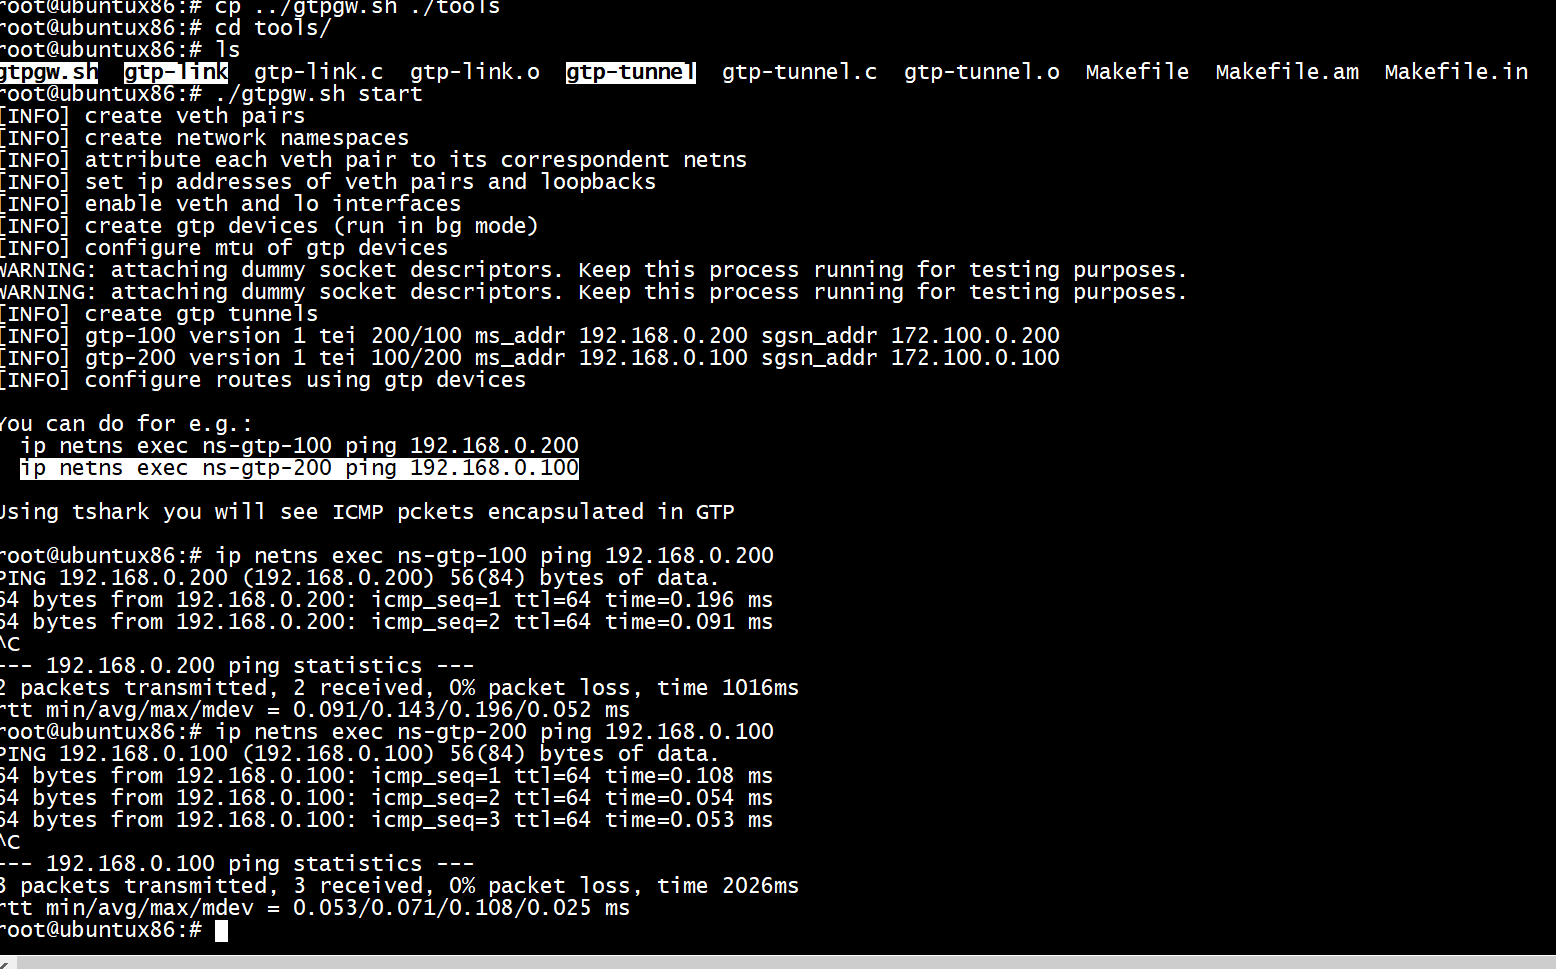 root@ubuntux86:# cp ../gtpgw.sh ./tools
root@ubuntux86:# cd tools/
root@ubuntux86:# ls
gtpgw.sh  gtp-link  gtp-link.c  gtp-link.o  gtp-tunnel  gtp-tunnel.c  gtp-tunnel.o  Makefile  Makefile.am  Makefile.in
root@ubuntux86:# ./gtpgw.sh start
[INFO] create veth pairs
[INFO] create network namespaces
[INFO] attribute each veth pair to its correspondent netns
[INFO] set ip addresses of veth pairs and loopbacks
[INFO] enable veth and lo interfaces
[INFO] create gtp devices (run in bg mode)
[INFO] configure mtu of gtp devices
WARNING: attaching dummy socket descriptors. Keep this process running for testing purposes.
WARNING: attaching dummy socket descriptors. Keep this process running for testing purposes.
[INFO] create gtp tunnels
[INFO] gtp-100 version 1 tei 200/100 ms_addr 192.168.0.200 sgsn_addr 172.100.0.200
[INFO] gtp-200 version 1 tei 100/200 ms_addr 192.168.0.100 sgsn_addr 172.100.0.100
[INFO] configure routes using gtp devices
You can do for e.g.:
ip netns exec ns-gtp-100 ping 192.168.0.200
ip netns exec ns-gtp-200 ping 192.168.0.100
Using tshark you will see ICMP pckets encapsulated in GTP
root@ubuntux86:# ip netns exec ns-gtp-100 ping 192.168.0.200
PING 192.168.0.200 (192.168.0.200) 56(84) bytes of data.
64 bytes from 192.168.0.200: icmp_seq=1 ttl=64 time=0.196 ms
64 bytes from 192.168.0.200: icmp_seq=2 ttl=64 time=0.091 ms
^C
--- 192.168.0.200 ping statistics ---
2 packets transmitted, 2 received, 0% packet loss, time 1016ms
rtt min/avg/max/mdev = 0.091/0.143/0.196/0.052 ms
root@ubuntux86:# ip netns exec ns-gtp-200 ping 192.168.0.100
PING 192.168.0.100 (192.168.0.100) 56(84) bytes of data.
64 bytes from 192.168.0.100: icmp_seq=1 ttl=64 time=0.108 ms
64 bytes from 192.168.0.100: icmp_seq=2 ttl=64 time=0.054 ms
64 bytes from 192.168.0.100: icmp_seq=3 ttl=64 time=0.053 ms
^C
--- 192.168.0.100 ping statistics ---
3 packets transmitted, 3 received, 0% packet loss, time 2026ms
rtt min/avg/max/mdev = 0.053/0.071/0.108/0.025 ms
root@ubuntux86:#